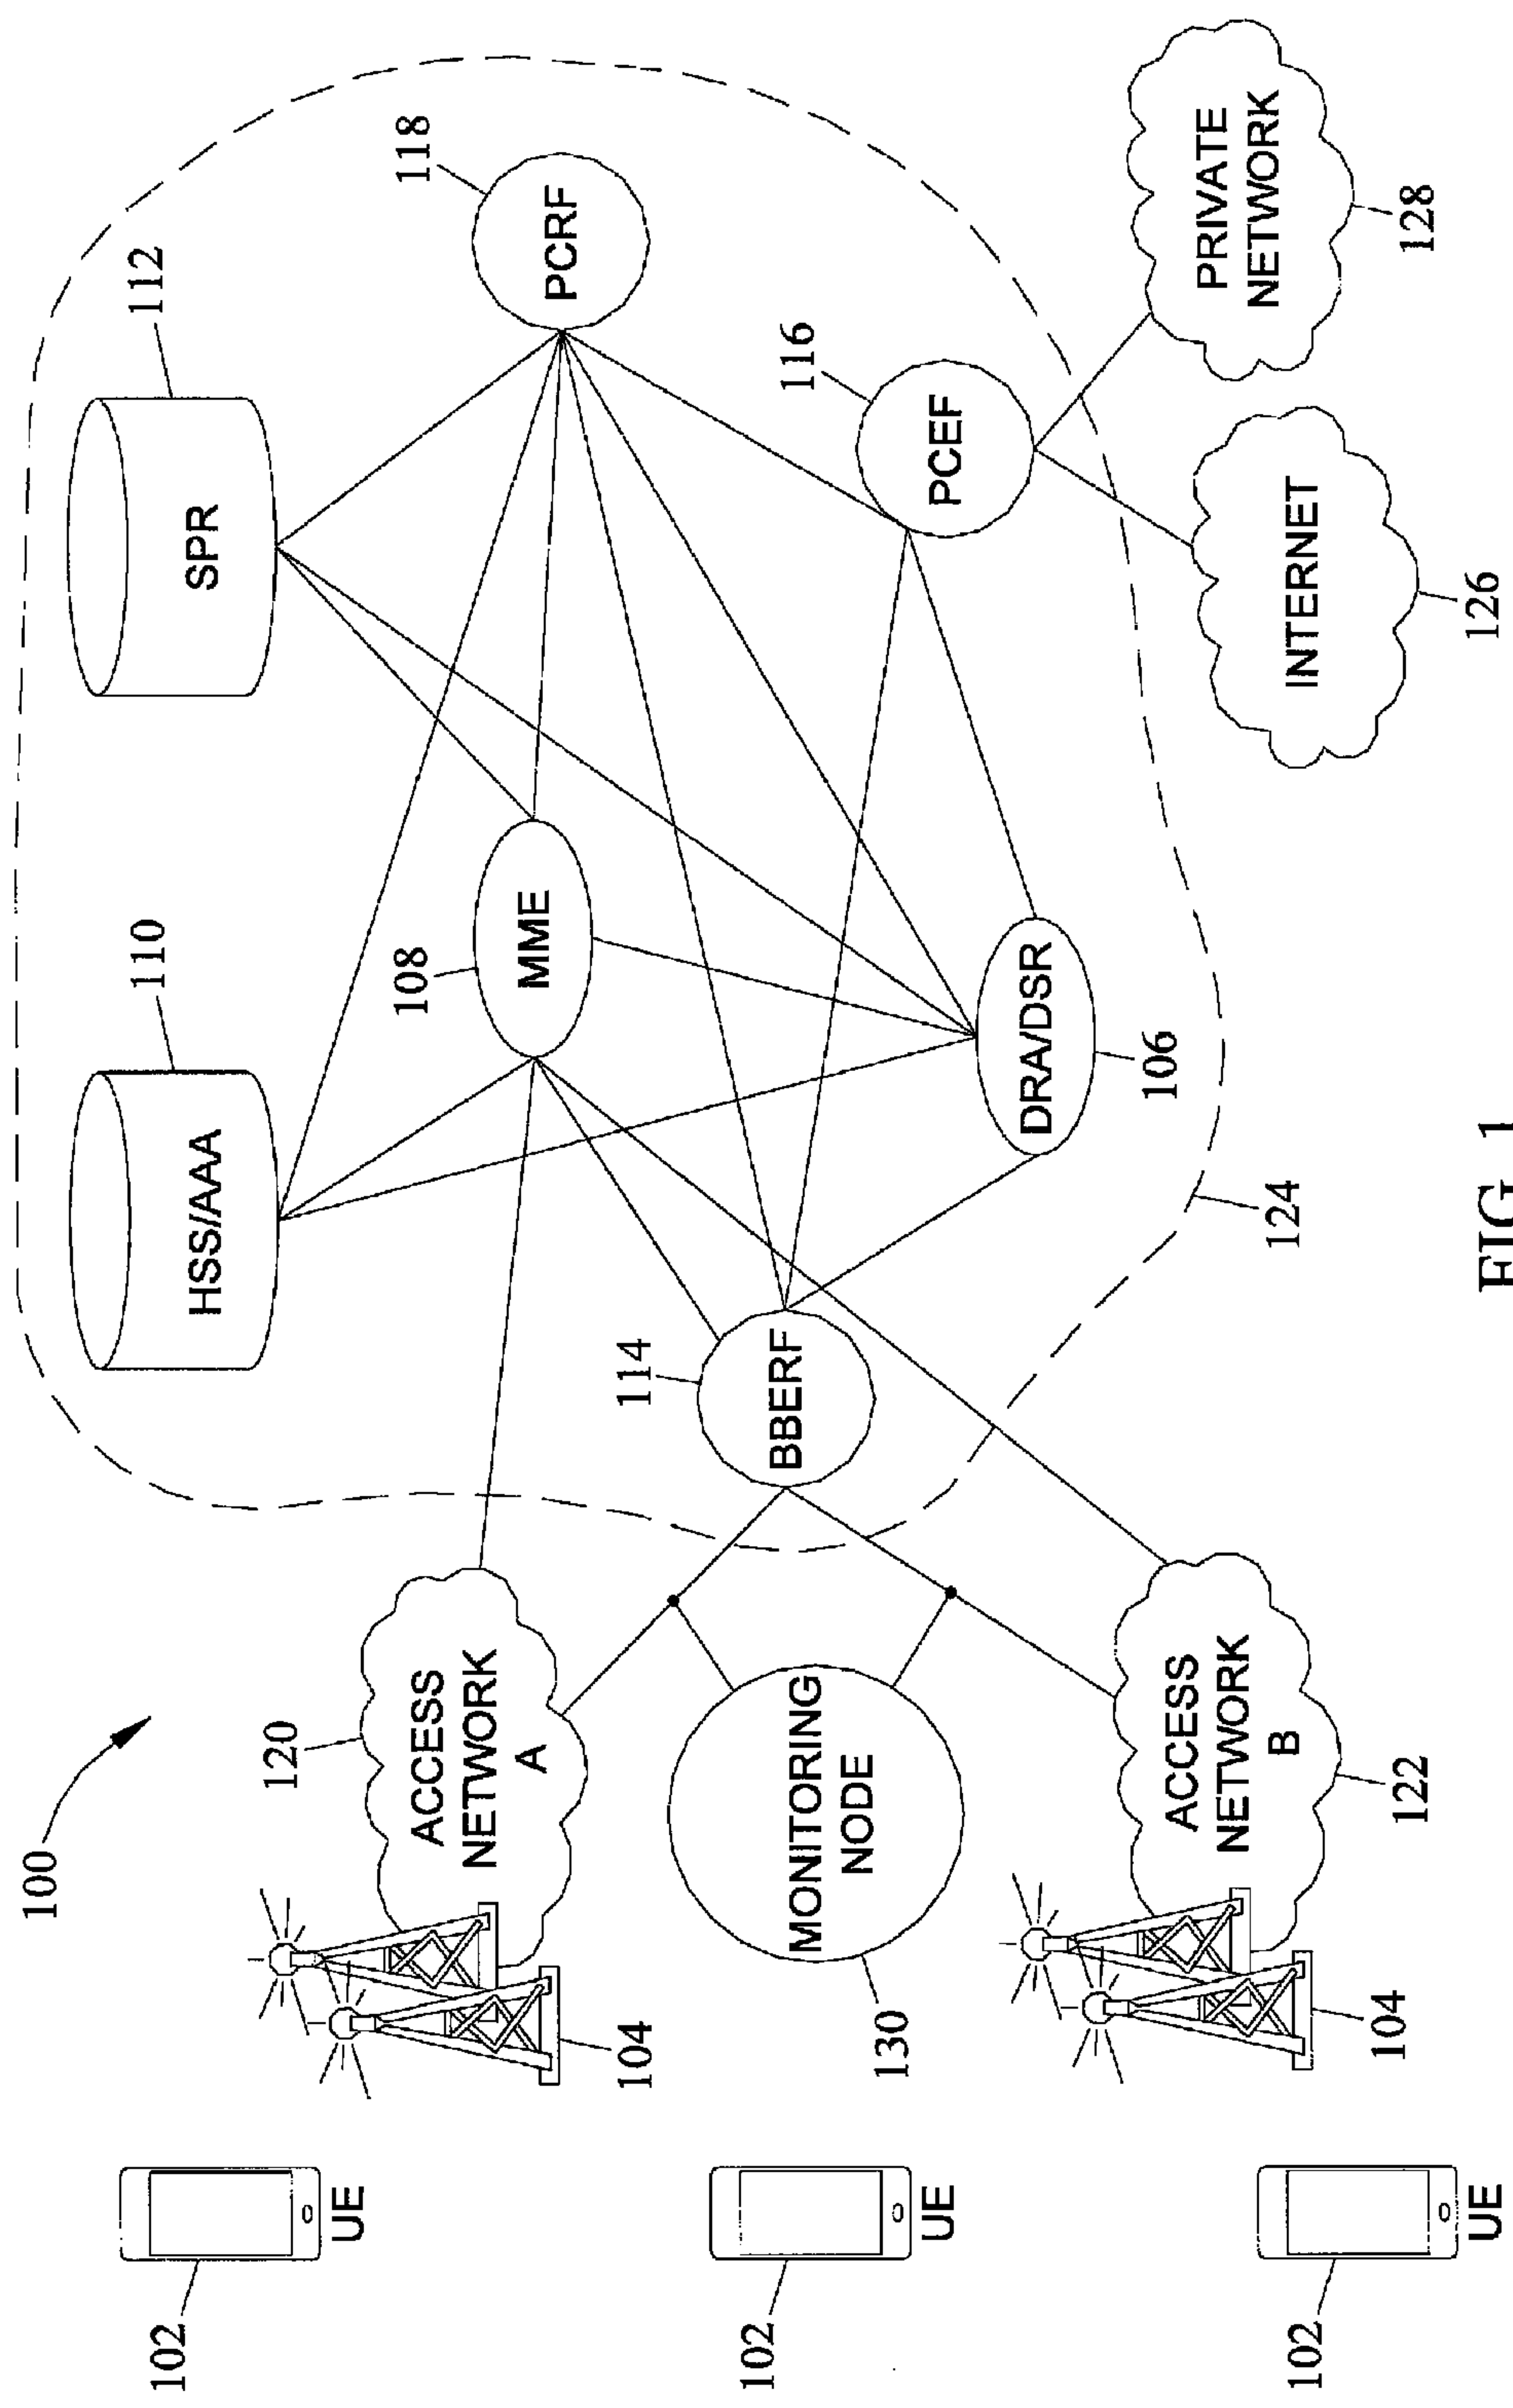 100
102
110
112
HSS/AAA
SPR
120
UE
108
118
ACCESS
NETWORK
A
MME
PCRF
104
114
102
BBERF
116
MONITORING
NODE
130
UE
PCEF
DRA/DSR
106
ACCESS
NETWORK
B
PRIVATE
NETWORK
124
INTERNET
102
104
122
128
126
UE
FIG. 1